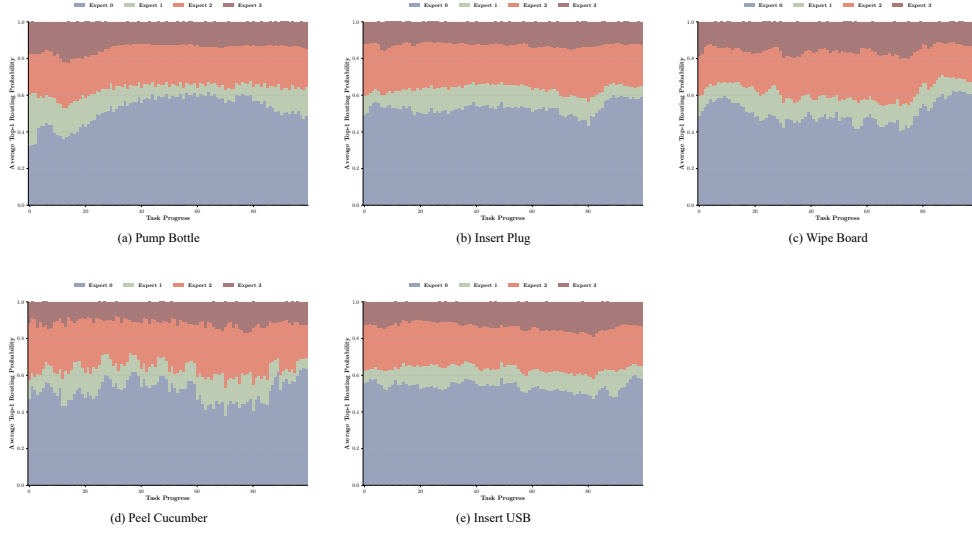 Expert 0 Expert 1 Expert 2 Expert 3
Average Top-1 Routing Probability
1.0
0.8
0.6
0.4
0.2
0.0
0 20 40 60 80
Task Progress
(a) Pump Bottle
Expert 0 Expert 1 Expert 2 Expert 3
Average Top-1 Routing Probability
1.0
0.8
0.6
0.4
0.2
0.0
0 20 40 60 80
Task Progress
(b) Insert Plug
Expert 0 Expert 1 Expert 2 Expert 3
Average Top-1 Routing Probability
1.0
0.8
0.6
0.4
0.2
0.0
0 20 40 60 80
Task Progress
(c) Wipe Board
Expert 0 Expert 1 Expert 2 Expert 3
Average Top-1 Routing Probability
1.0
0.8
0.6
0.4
0.2
0.0
0 20 40 60 80
Task Progress
(d) Peel Cucumber
Expert 0 Expert 1 Expert 2 Expert 3
Average Top-1 Routing Probability
1.0
0.8
0.6
0.4
0.2
0.0
0 20 40 60 80
Task Progress
(e) Insert USB